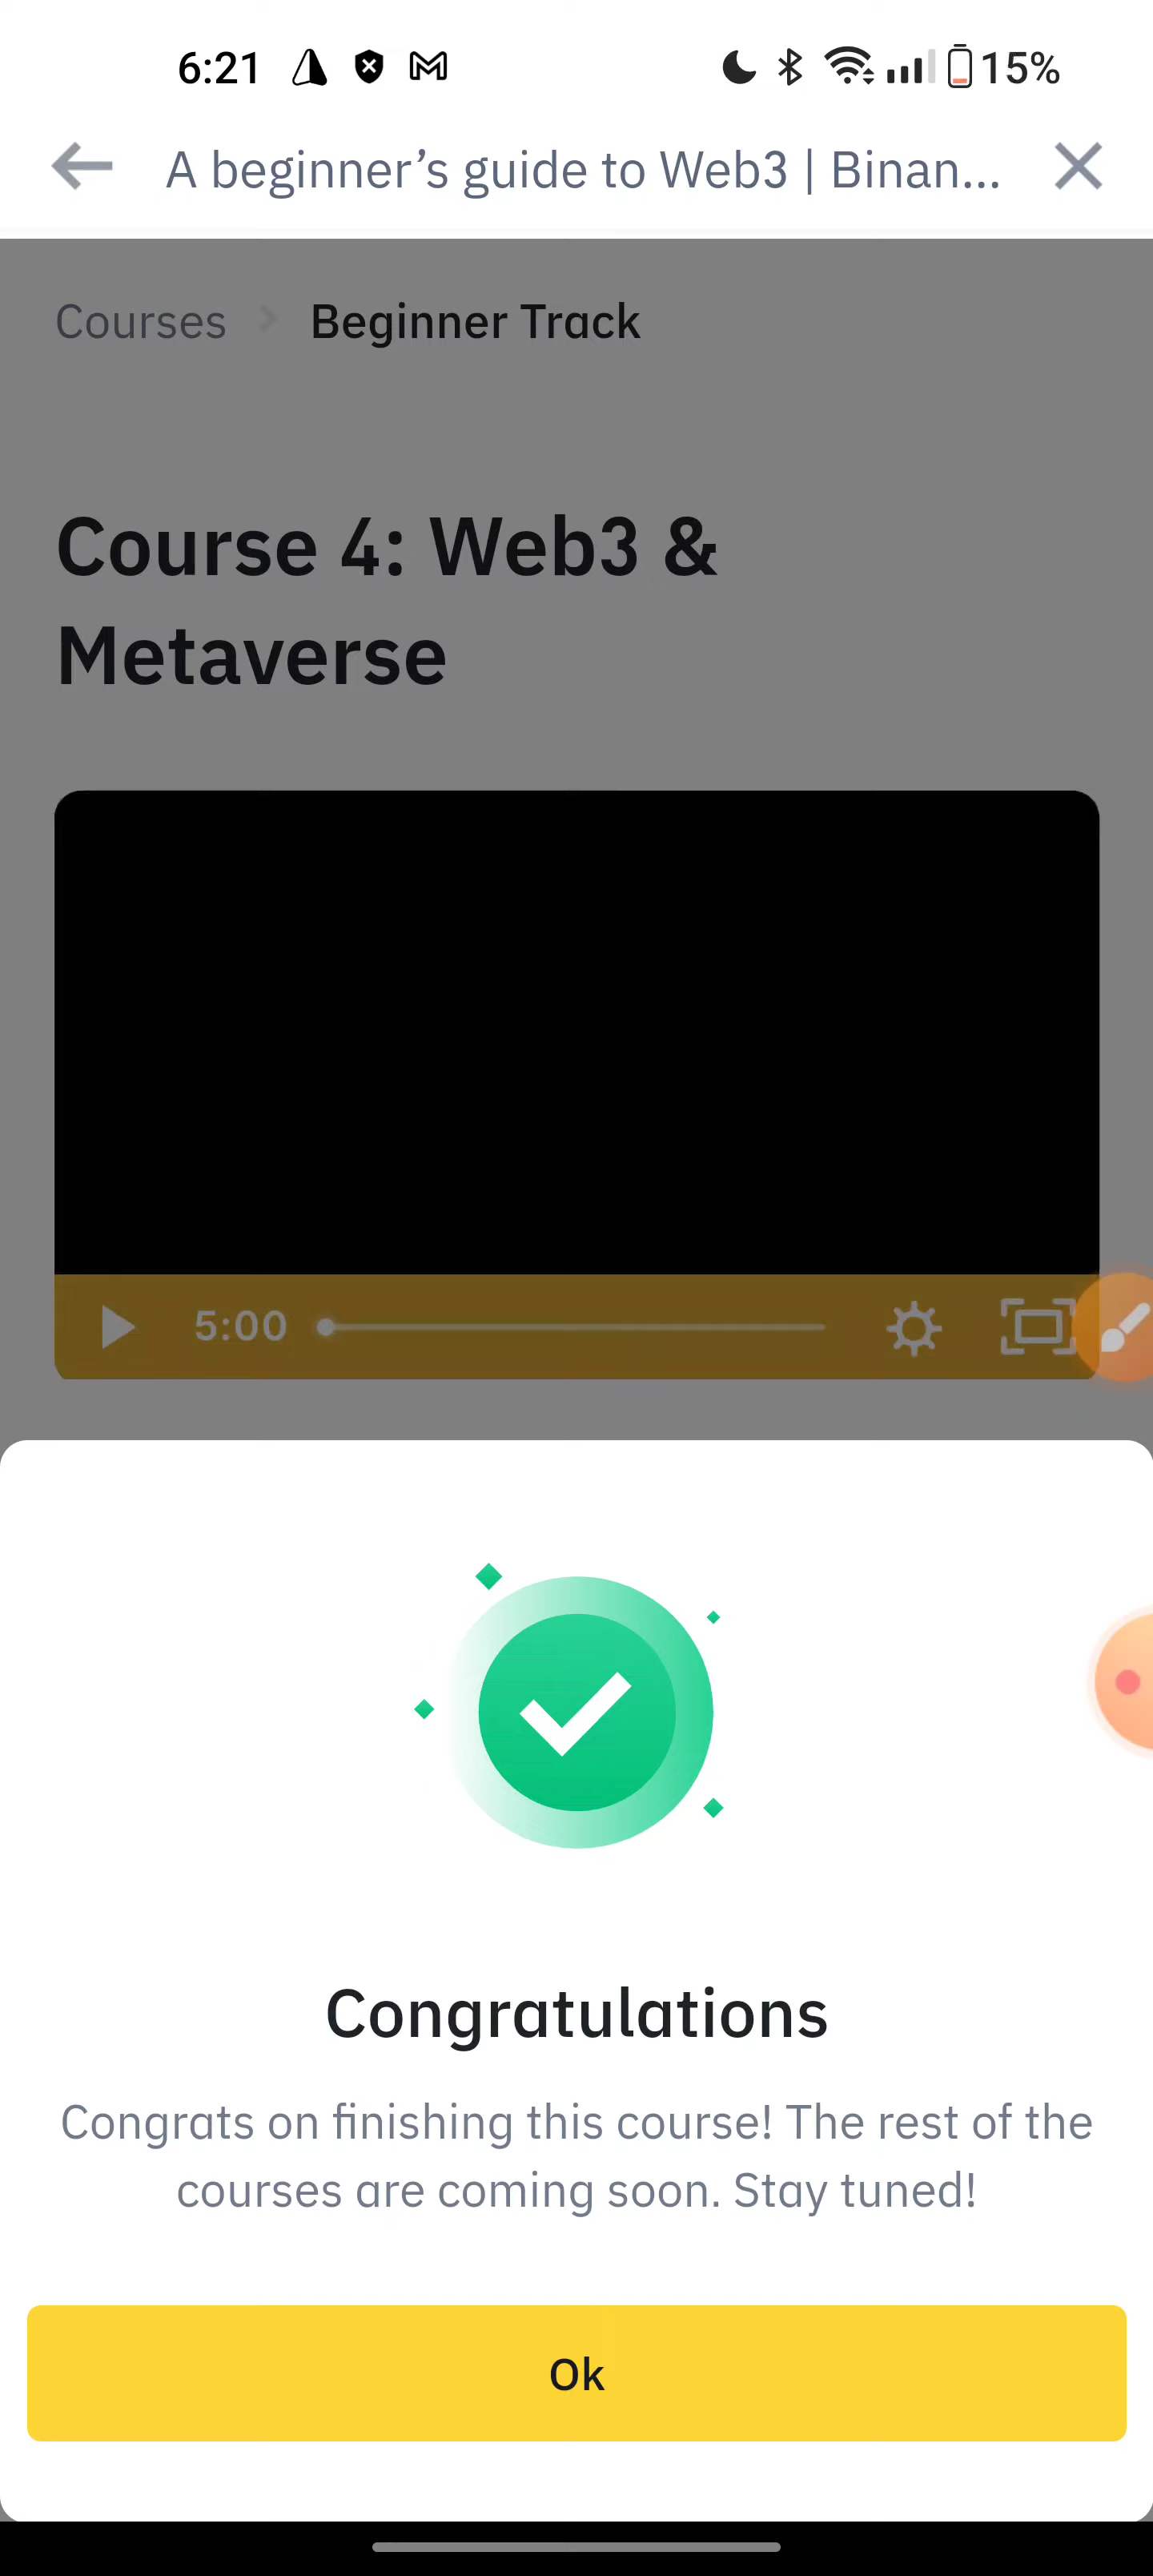 6:21 15%
A beginner’s guide to Web3 | Binan...
Courses > Beginner Track
Course 4: Web3 &
Metaverse
5:00
Congratulations
Congrats on finishing this course! The rest of the
courses are coming soon. Stay tuned!
Ok